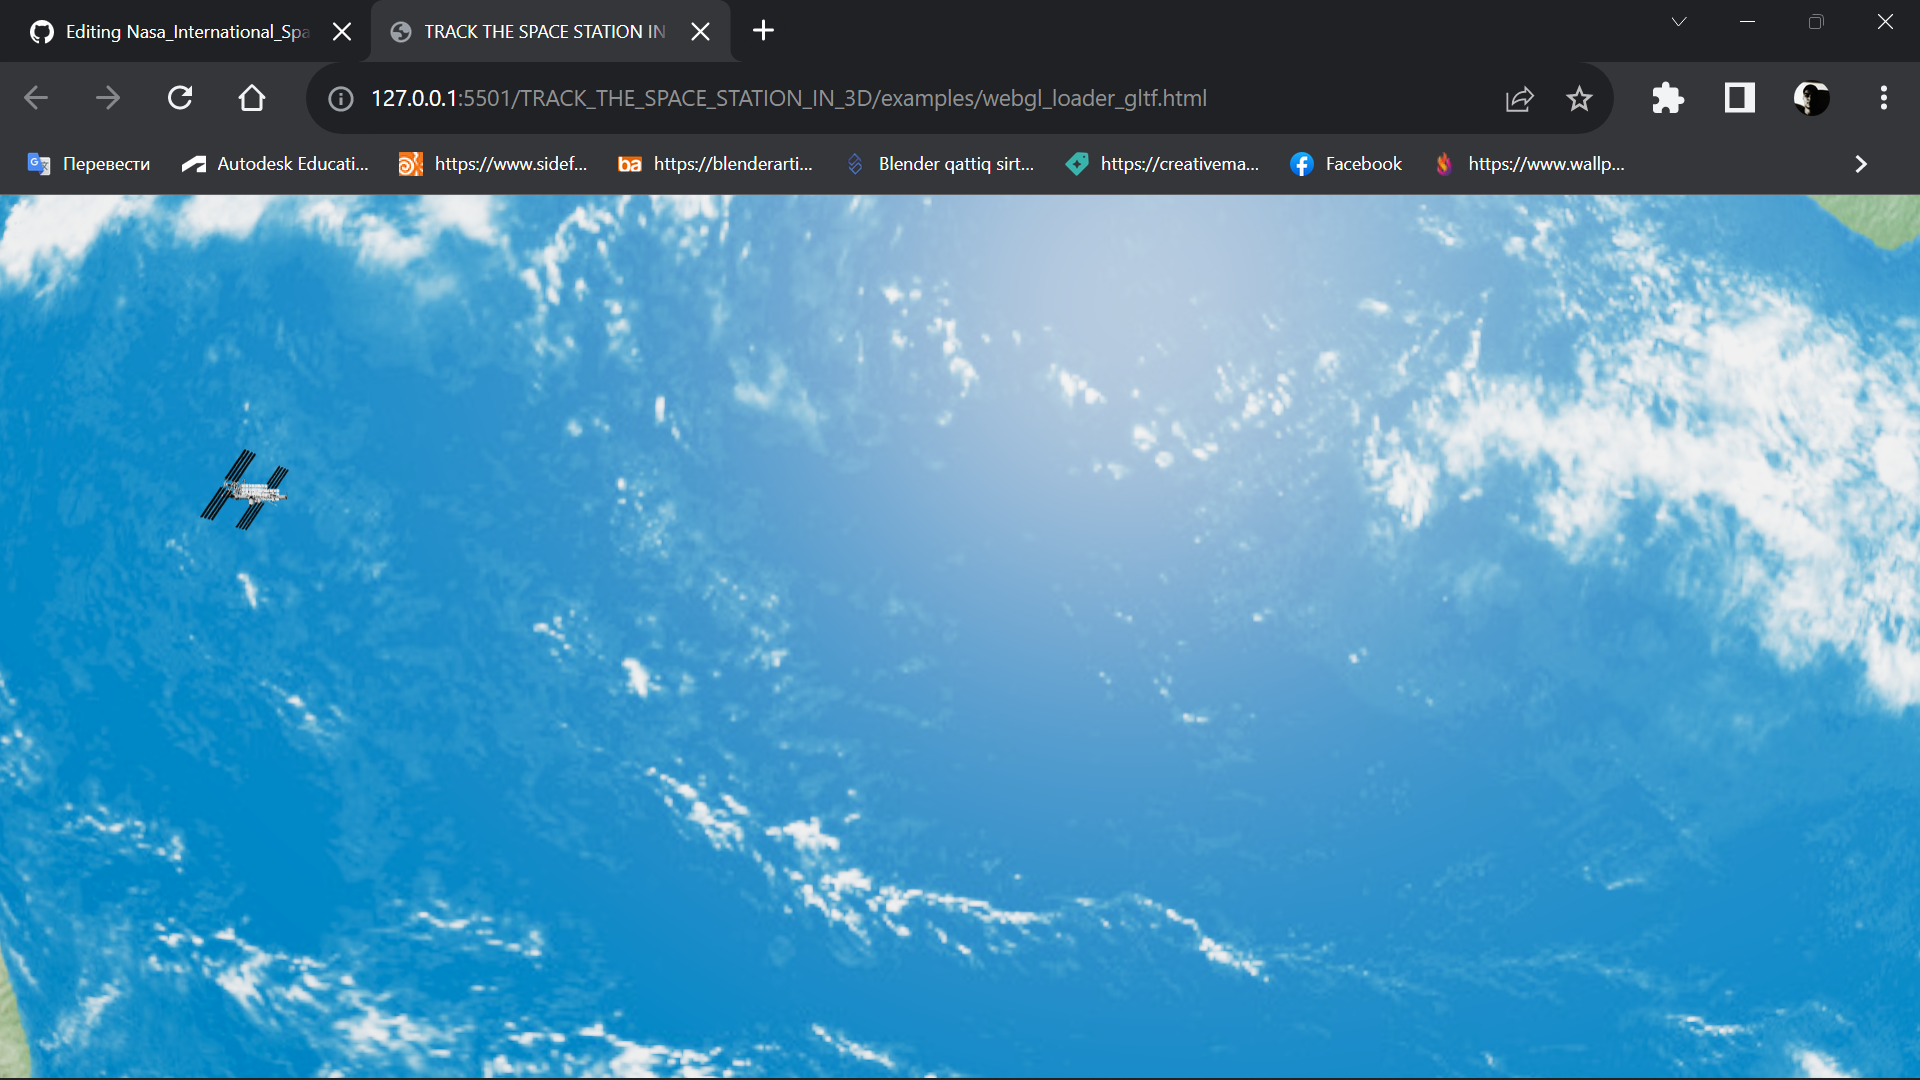 Editing Nasa_International_Spa
TRACK THE SPACE STATION IN
127.0.0.1:5501/TRACK_THE_SPACE_STATION_IN_3D/examples/webgl_loader_gltf.html
Перевести
Autodesk Educati...
https://www.sidef...
ba
https://blenderarti...
Blender qattiq sirt...
https://creativema...
Facebook
https://www.wallp...